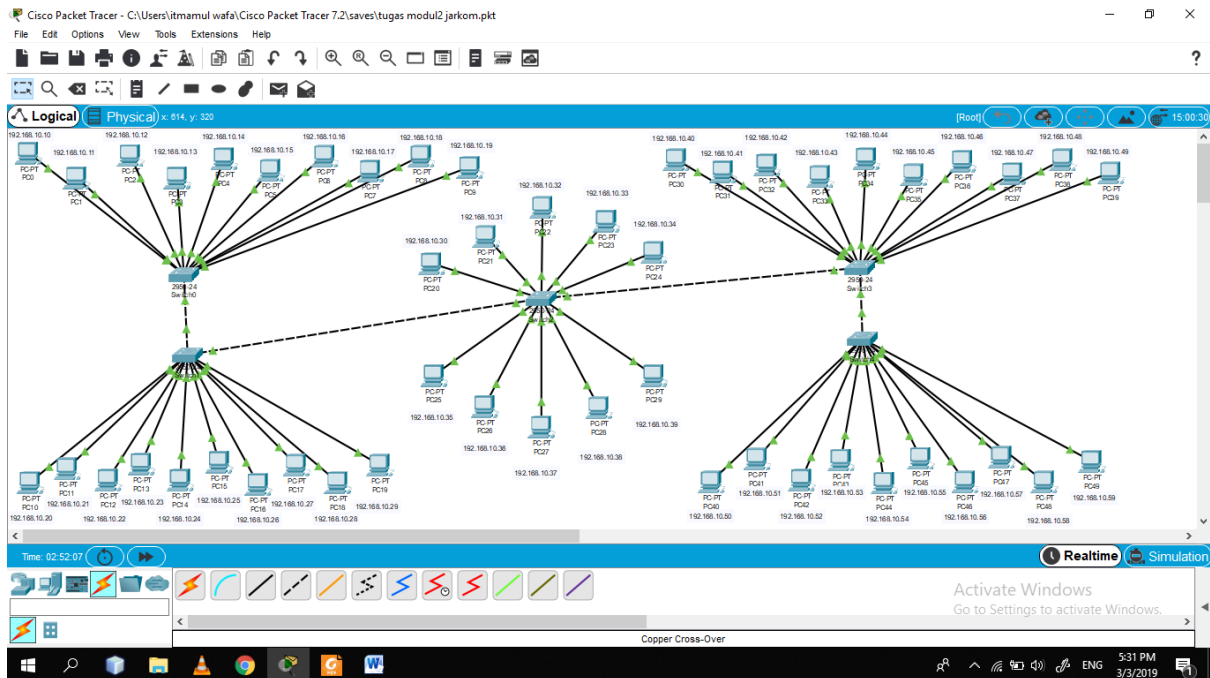 Cisco Packet Tracer - C:\Users\itmamul wafa\Cisco Packet Tracer 7.2\saves\tugas modul2 jarkom.pkt
File Edit Options View Tools Extensions Help
Logical Physical x: 614, y: 320 [Root] 15:00:30
192.168.10.10 192.168.10.12 192.168.10.14 192.168.10.16 192.168.10.18
192.168.10.11 192.168.10.13 192.168.10.15 192.168.10.17 192.168.10.19
PC-PT PC0
PC-PT PC1
PC-PT PC2
PC-PT
PC-PT PC4
PC-PT
PC-PT
PC-PT PC7
PC-PT
PC-PT PC9
2950-24
Switch0
192.168.10.32 192.168.10.33
192.168.10.31 192.168.10.34
192.168.10.30
PC-PT PC20
PC-PT PC21
PC-PT PC22
PC-PT PC23
PC-PT PC24
PC-PT PC25
PC-PT PC26
PC-PT PC27
PC-PT PC28
PC-PT PC29
192.168.10.35
192.168.10.36
192.168.10.37
192.168.10.38
192.168.10.39
192.168.10.40 192.168.10.42 192.168.10.44 192.168.10.46 192.168.10.48
192.168.10.41 192.168.10.43 192.168.10.45 192.168.10.47 192.168.10.49
PC-PT PC30
PC-PT PC31
PC-PT PC32
PC-PT
PC-PT
PC-PT PC35
PC-PT PC36
PC-PT PC37
PC-PT
PC-PT PC39
2950-24
Switch3
PC-PT PC10
PC-PT PC11
PC-PT PC12
PC-PT PC13
PC-PT PC14
PC-PT PC15
PC-PT PC16
PC-PT PC17
PC-PT PC18
PC-PT PC19
192.168.10.21 192.168.10.23 192.168.10.25 192.168.10.27 192.168.10.29
192.168.10.20 192.168.10.22 192.168.10.24 192.168.10.26 192.168.10.28
PC-PT PC40
PC-PT PC41
PC-PT PC42
PC-PT
PC-PT PC44
PC-PT PC45
PC-PT PC46
PC-PT PC47
PC-PT PC48
PC-PT PC49
192.168.10.51 192.168.10.53 192.168.10.55 192.168.10.57 192.168.10.59
192.168.10.50 192.168.10.52 192.168.10.54 192.168.10.56 192.168.10.58
Time: 02:52:07 Realtime Simulation
Activate Windows
Go to Settings to activate Windows.
Copper Cross-Over
ENG 5:31 PM
3/3/2019